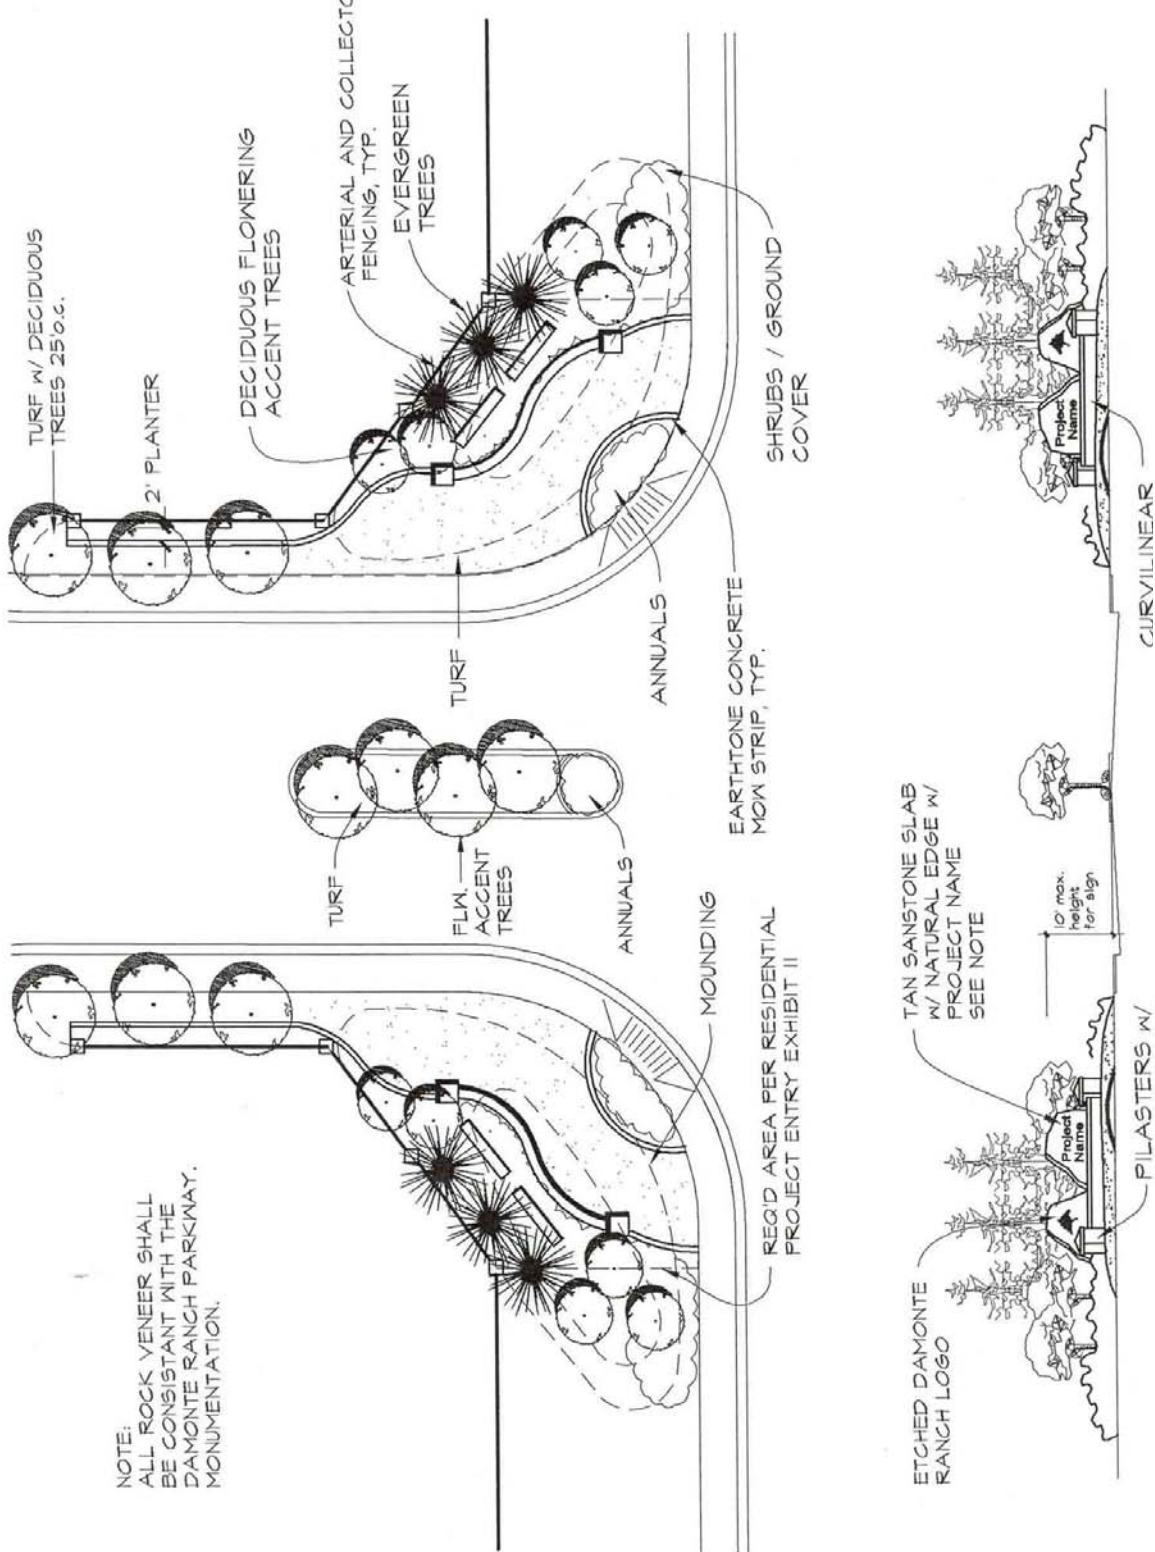 NOTE:
ALL ROCK VENEER SHALL
BE CONSISTANT WITH THE
DAMONTE RANCH PARKWAY.
MONUMENTATION.
TURF W/ DECIDUOUS
TREES 25'o.c.
2' PLANTER
DECIDUOUS FLOWERING
ACCENT TREES
ARTERIAL AND COLLECTO
FENCING, TYP.
EVERGREEN
TREES
TURF
FLW.
ACCENT
TREES
ANNUALS
TURF
ANNUALS
EARTHTONE CONCRETE
MOW STRIP, TYP.
SHRUBS / GROUND
COVER
MOUNDING
REQ'D AREA PER RESIDENTIAL
PROJECT ENTRY EXHIBIT 11
ETCHED DAMONTE
RANCH LOGO
TAN SANSTONE SLAB
W/ NATURAL EDGE W/
PROJECT NAME
SEE NOTE
10' max.
height
for sign
Project
Name
Project
Name
PILASTERS W/
CURVILINEAR